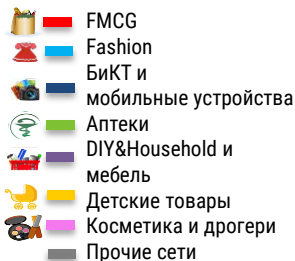 FMCG
Fashion
БиКТ и
мобильные устройства
Аптеки
DIY&Household и
мебель
Детские товары
Косметика и дрогери
Прочие сети